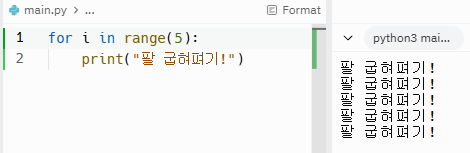 main.py > ...
Format
1 for i in range(5):
2 print("팔 굽혀펴기!")
python3 mai...
팔 굽혀펴기!
팔 굽혀펴기!
팔 굽혀펴기!
팔 굽혀펴기!
팔 굽혀펴기!